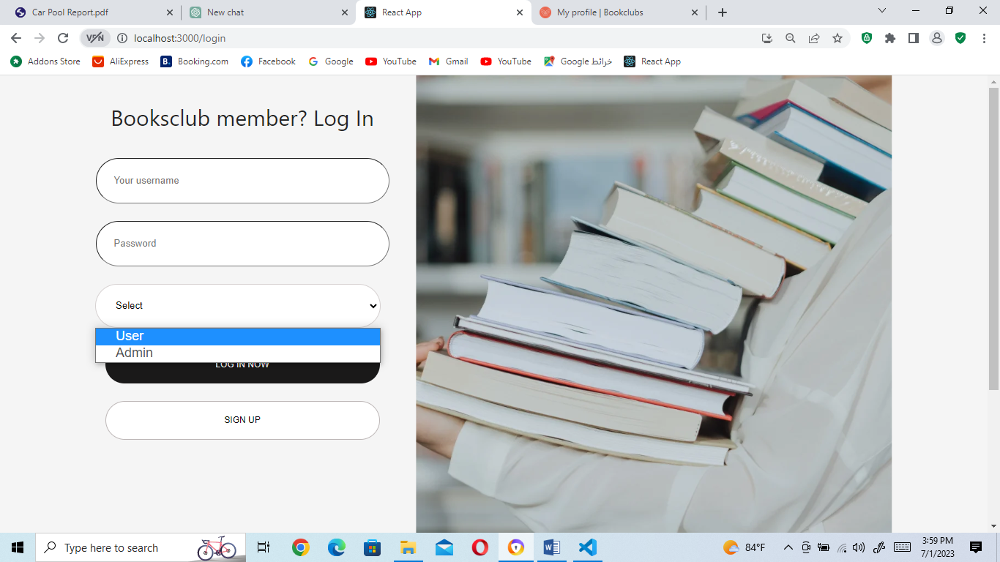 Car Pool Report.pdf
New chat
React App
My profile | Bookclubs
VPN
localhost:3000/login
Addons Store
AliExpress
B.
Booking.com
Facebook
Google
YouTube
Gmail
YouTube
خرائط Google
React App
Booksclub member? Log In
Your username
Password
Select
User
Admin
LOG IN NOW
SIGN UP
Type here to search
84°F
3:59 PM
7/1/2023